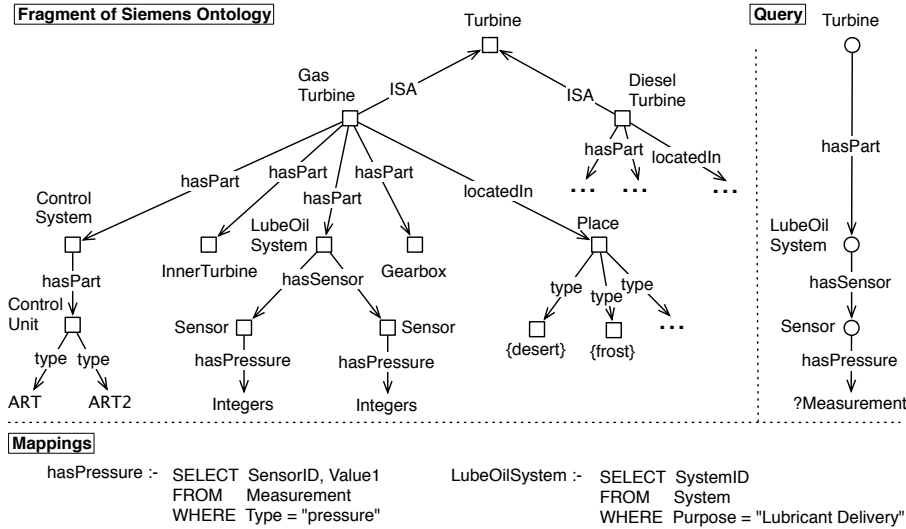 Fragment of Siemens Ontology
Query
Turbine
Turbine
Gas
Turbine
ISA
ISA
Diesel
Turbine
hasPart
locatedIn
... ... ...
hasPart
hasPart
hasPart
hasPart
locatedIn
hasPart
Control
System
InnerTurbine
LubeOil
System
Gearbox
Place
LubeOil
System
hasPart
hasSensor
type
type
type
...
hasSensor
Control
Unit
Sensor
Sensor
{desert}
{frost}
Sensor
type
type
hasPressure
hasPressure
hasPressure
ART
ART2
Integers
Integers
?Measurement
Mappings
hasPressure :- SELECT SensorID, Value1
FROM Measurement
WHERE Type = "pressure"
LubeOilSystem :- SELECT SystemID
FROM System
WHERE Purpose = "Lubricant Delivery"